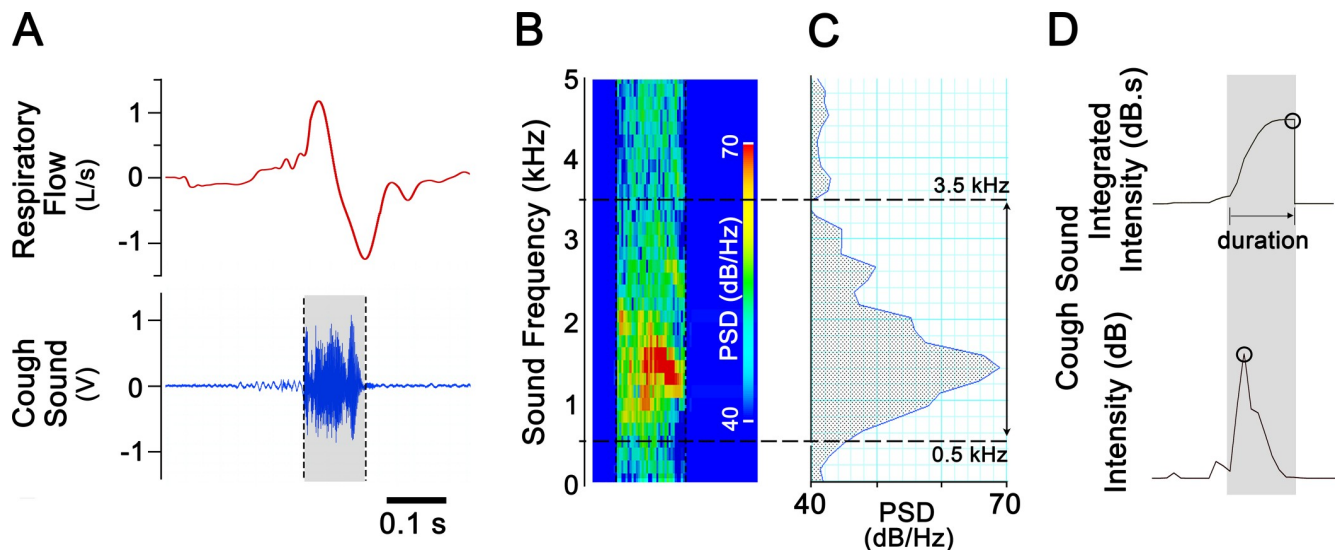 A
Respiratory
Flow
(L/s)
1
0
-1
Cough
Sound
(V)
1
0
-1
0.1 s
B
Sound Frequency (kHz)
5
4
3
2
1
0
70
PSD (dB/Hz)
40
C
3.5 kHz
0.5 kHz
40
70
PSD
(dB/Hz)
D
Cough Sound
Integrated
Intensity (dB.s)
duration
Intensity (dB)